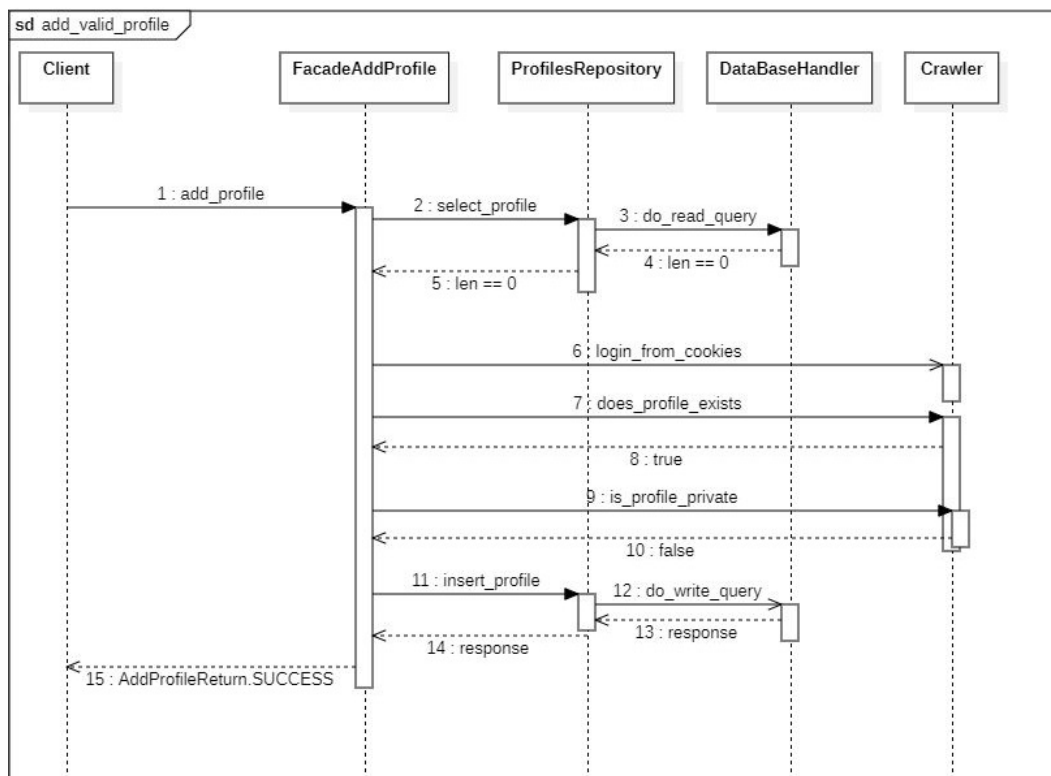 sd add_valid_profile
Client
FacadeAddProfile
ProfilesRepository
DataBaseHandler
Crawler
1 : add_profile
2 : select_profile
3 : do_read_query
4 : len == 0
5 : len == 0
6 : login_from_cookies
7 : does_profile_exists
8 : true
9 : is_profile_private
10 : false
11 : insert_profile
12 : do_write_query
13 : response
14 : response
15 : AddProfileReturn.SUCCESS